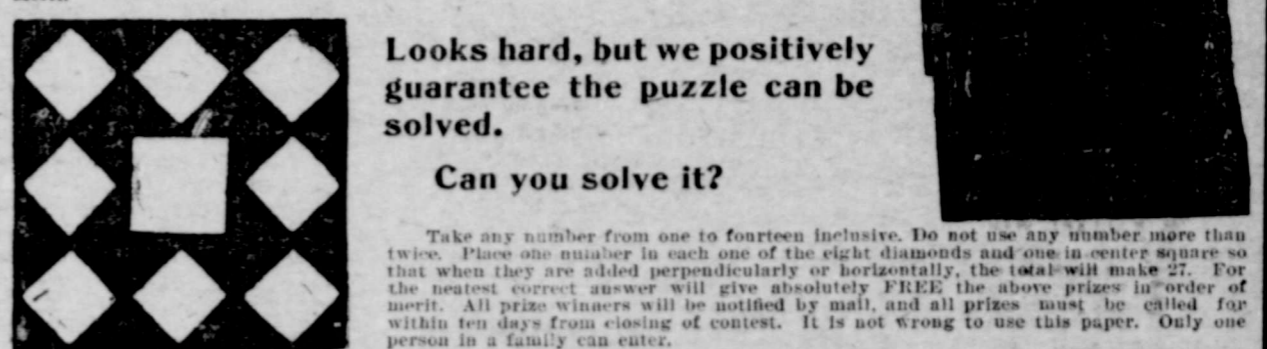 Looks hard, but we positively
guarantee the puzzle can be
solved.
Can you solve it?
Take any number from one to fourteen inclusive. Do not use any number more than
twice. Place one number in each one of the eight diamonds and one in center square so
that when they are added perpendicularly or horizontally, the total will make 27. For
the neatest correct answer will give absolutely FREE the above prizes in order of
merit. All prize winners will be notified by mail, and all prizes must be called for
within ten days from closing of contest. It is not wrong to use this paper. Only one
person in a family can enter.